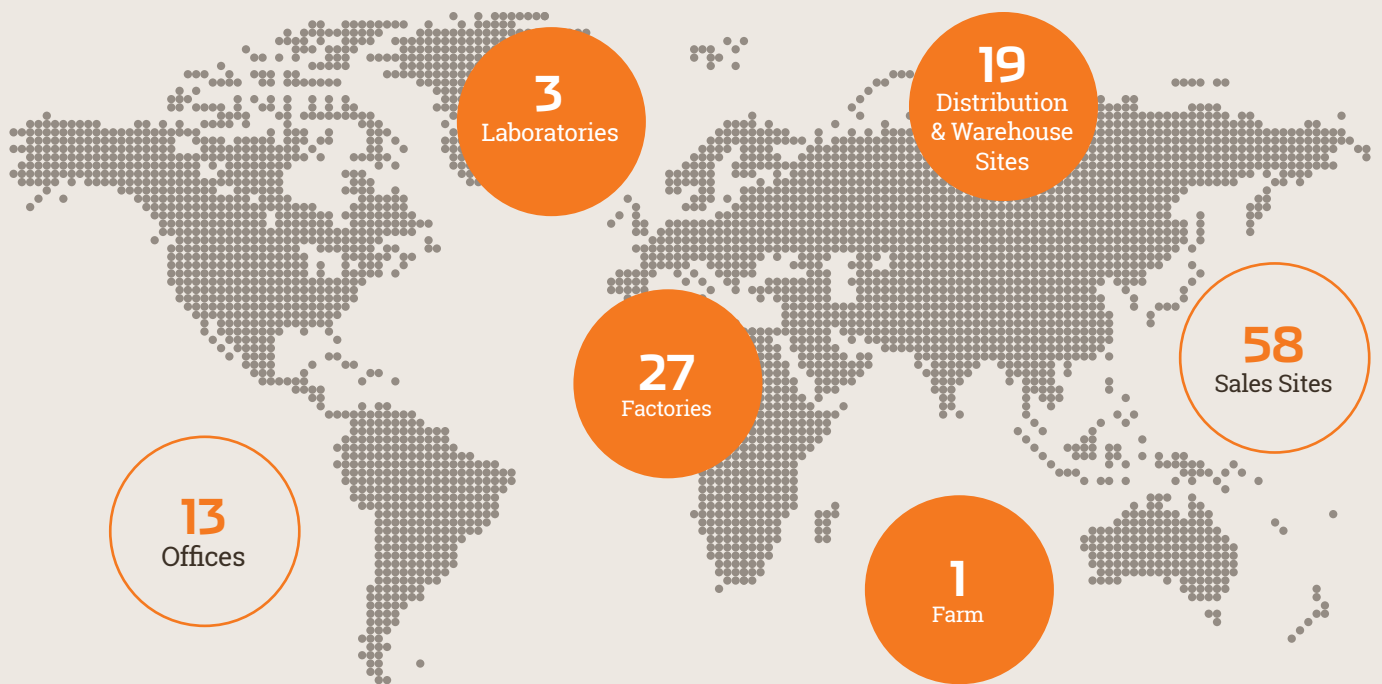 3
Laboratories
19
Distribution
& Warehouse
Sites
27
Factories
58
Sales Sites
13
Offices
1
Farm